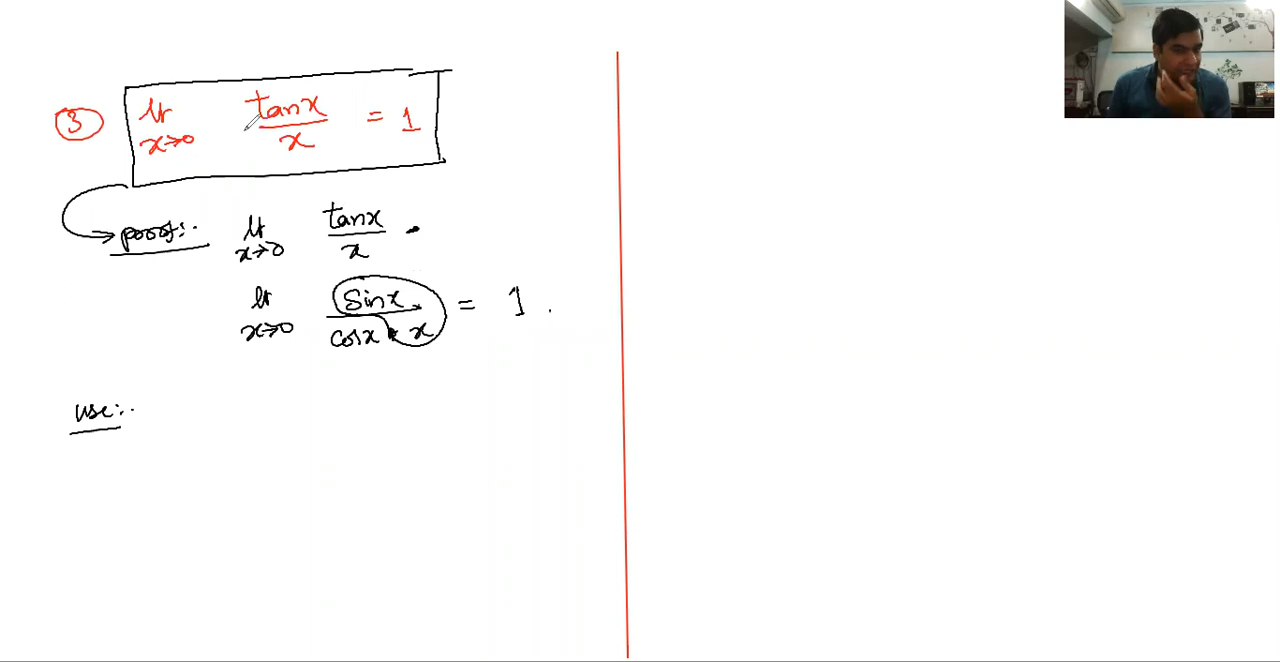 ③ lt x→0 tanx/x = 1
proof:- lt x→0 tanx/x
lt x→0 sinx/cosx • x = 1.
use:-